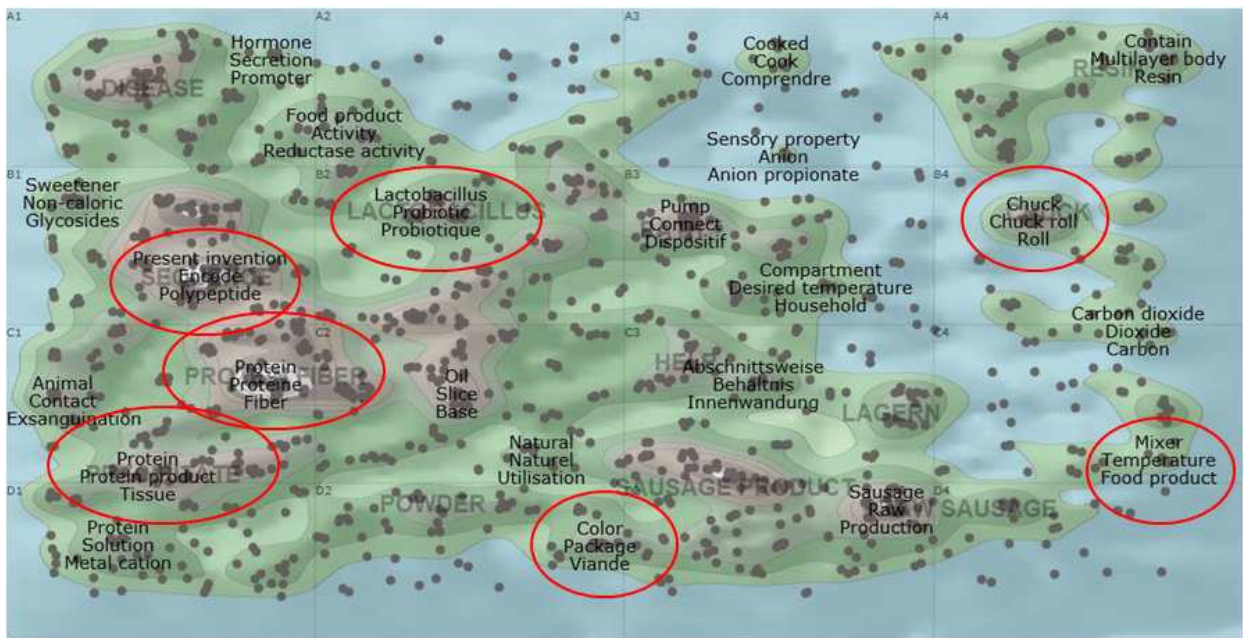 A1
A2
A3
A4
Hormone
Secretion
Promoter
Cooked
Cook
Comprendre
Contain
Multilayer body
Resin
RESIN
DISEASE
Food product
Activity
Reductase activity
Sensory property
Anion
Anion propionate
B1
B2
B3
B4
Sweetener
Non-caloric
Glycosides
LACTOBACILLUS
Lactobacillus
Probiotic
Probiotique
Pump
Connect
Dispositif
Chuck
Chuck roll
Roll
Present invention
Encode
Polypeptide
Compartment
Desired temperature
Household
C1
C2
C3
C4
Carbon dioxide
Dioxide
Carbon
PROTEIN FIBER
Protein
Proteine
Fiber
Oil
Slice
Base
Abschnittsweise
Behältnis
Innenwandung
Animal
Contact
Exsanguination
LAGERN
Protein
Protein product
Tissue
Natural
Naturel
Utilisation
Mixer
Temperature
Food product
D1
D2
D4
SAUSAGE PRODUCT
POWDER
RAW SAUSAGE
Sausage
Raw
Production
Protein
Solution
Metal cation
Color
Package
Viande